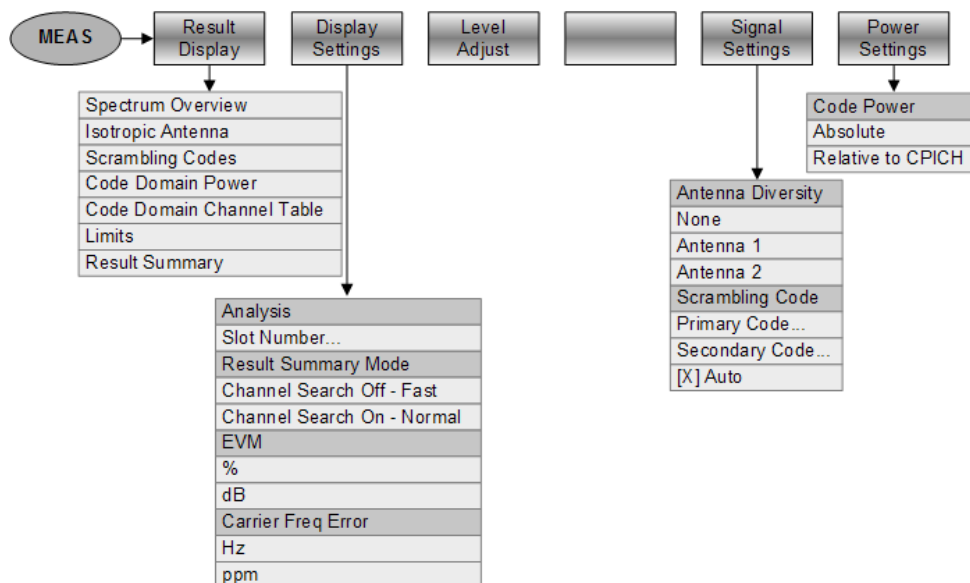 MEAS
Result
Display
Display
Settings
Level
Adjust
Signal
Settings
Power
Settings
Spectrum Overview
Isotropic Antenna
Scrambling Codes
Code Domain Power
Code Domain Channel Table
Limits
Result Summary
Analysis
Slot Number...
Result Summary Mode
Channel Search Off - Fast
Channel Search On - Normal
EVM
%
dB
Carrier Freq Error
Hz
ppm
Antenna Diversity
None
Antenna 1
Antenna 2
Scrambling Code
Primary Code...
Secondary Code...
[X] Auto
Code Power
Absolute
Relative to CPICH